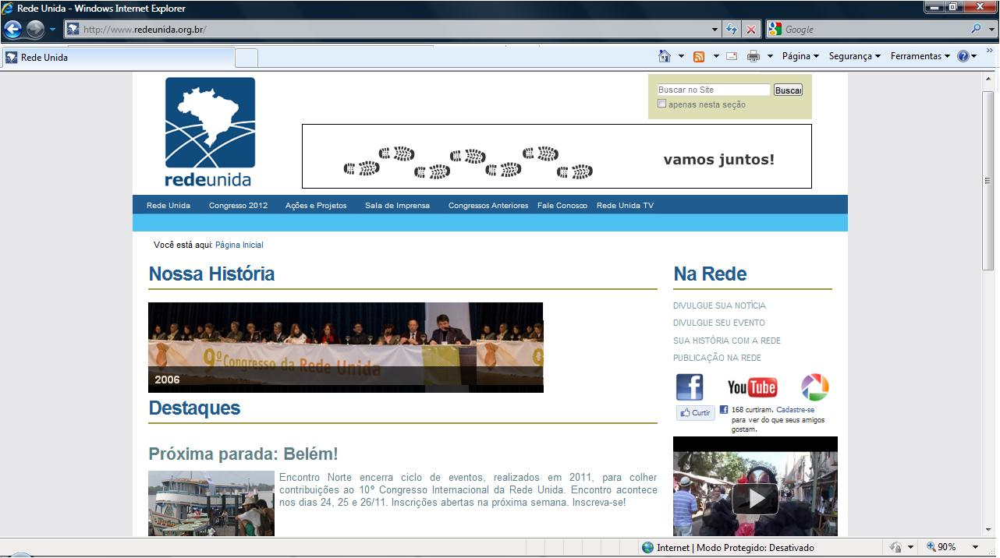 Rede Unida - Windows Internet Explorer
http://www.redeunida.org.br/
Google
Rede Unida
Página
Segurança
Ferramentas
Buscar no Site
Buscar
apenas nesta seção
redeunida
vamos juntos!
Rede Unida Congresso 2012 Ações e Projetos Sala de Imprensa Congressos Anteriores Fale Conosco Rede Unida TV
Você está aqui: Página Inicial
Nossa História
9º Congresso da Rede Unida
2006
Destaques
Próxima parada: Belém!
Encontro Norte encerra ciclo de eventos, realizados em 2011, para colher
contribuições ao 10º Congresso Internacional da Rede Unida. Encontro acontece
nos dias 24, 25 e 26/11. Inscrições abertas na próxima semana. Inscreva-se!
Na Rede
DIVULGUE SUA NOTÍCIA
DIVULGUE SEU EVENTO
SUA HISTÓRIA COM A REDE
PUBLICAÇÃO NA REDE
You Tube
Curtir
168 curtiram. Cadastre-se
para ver do que seus amigos
gostam.
Internet | Modo Protegido: Desativado
90%